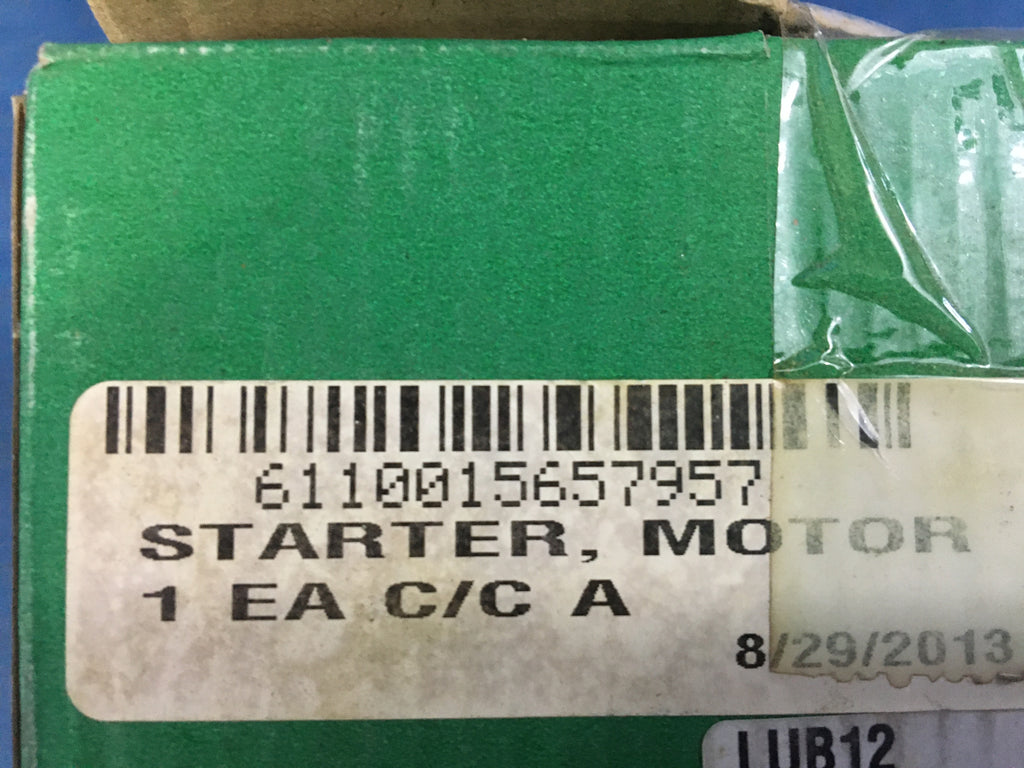 6110015657957
STARTER, MOTOR
1 EA C/C A
8/29/2013
LUB12